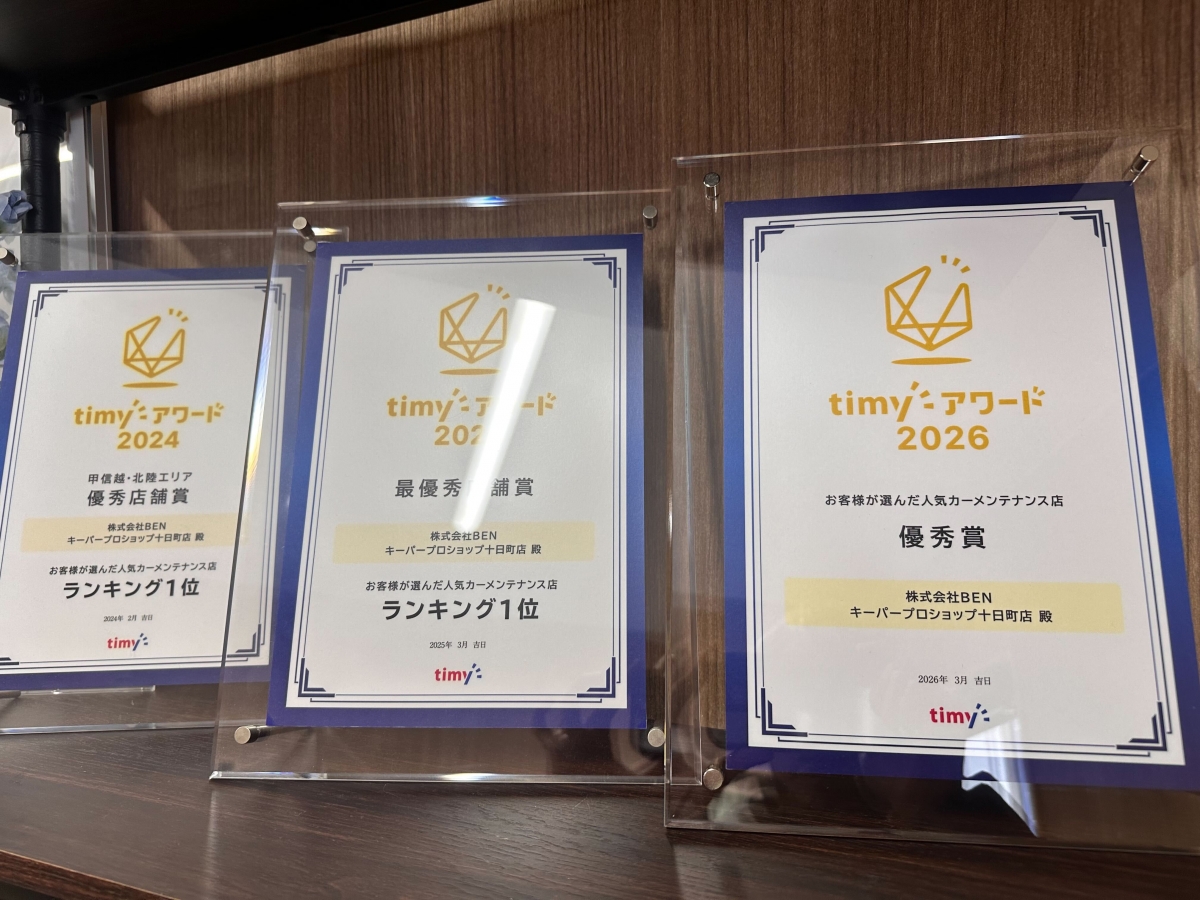 timy アワード
2024
甲信越・北陸エリア
優秀店舗賞
株式会社BEN
キーパープロショップ十日町店 殿
お客様が選んだ人気カーメンテナンス店
ランキング1位
2024年 2月 吉日
timy
timy アワード
202
最優秀店舗賞
株式会社BEN
キーパープロショップ十日町店 殿
お客様が選んだ人気カーメンテナンス店
ランキング1位
2025年 3月 吉日
timy
timy アワード
2026
お客様が選んだ人気カーメンテナンス店
優秀賞
株式会社BEN
キーパープロショップ十日町店 殿
2026年 3月 吉日
timy